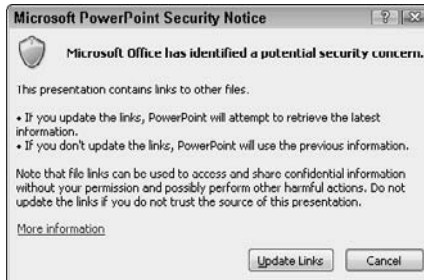 Microsoft PowerPoint Security Notice
Microsoft Office has identified a potential security concern.
This presentation contains links to other files.
• If you update the links, PowerPoint will attempt to retrieve the latest
information.
• If you don't update the links, PowerPoint will use the previous information.
Note that file links can be used to access and share confidential information
without your permission and possibly perform other harmful actions. Do not
update the links if you do not trust the source of this presentation.
More information
Update Links Cancel